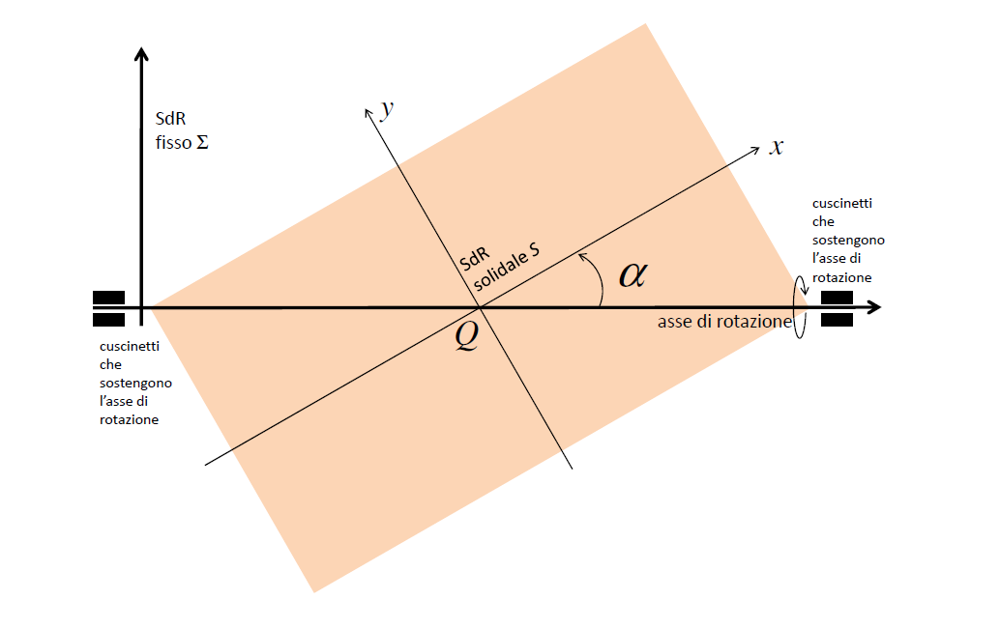 SdR
fisso Σ
y
x
cuscinetti
che
sostengono
l'asse di
rotazione
SdR
solidale S
α
Q
asse di rotazione
cuscinetti
che
sostengono
l'asse di
rotazione